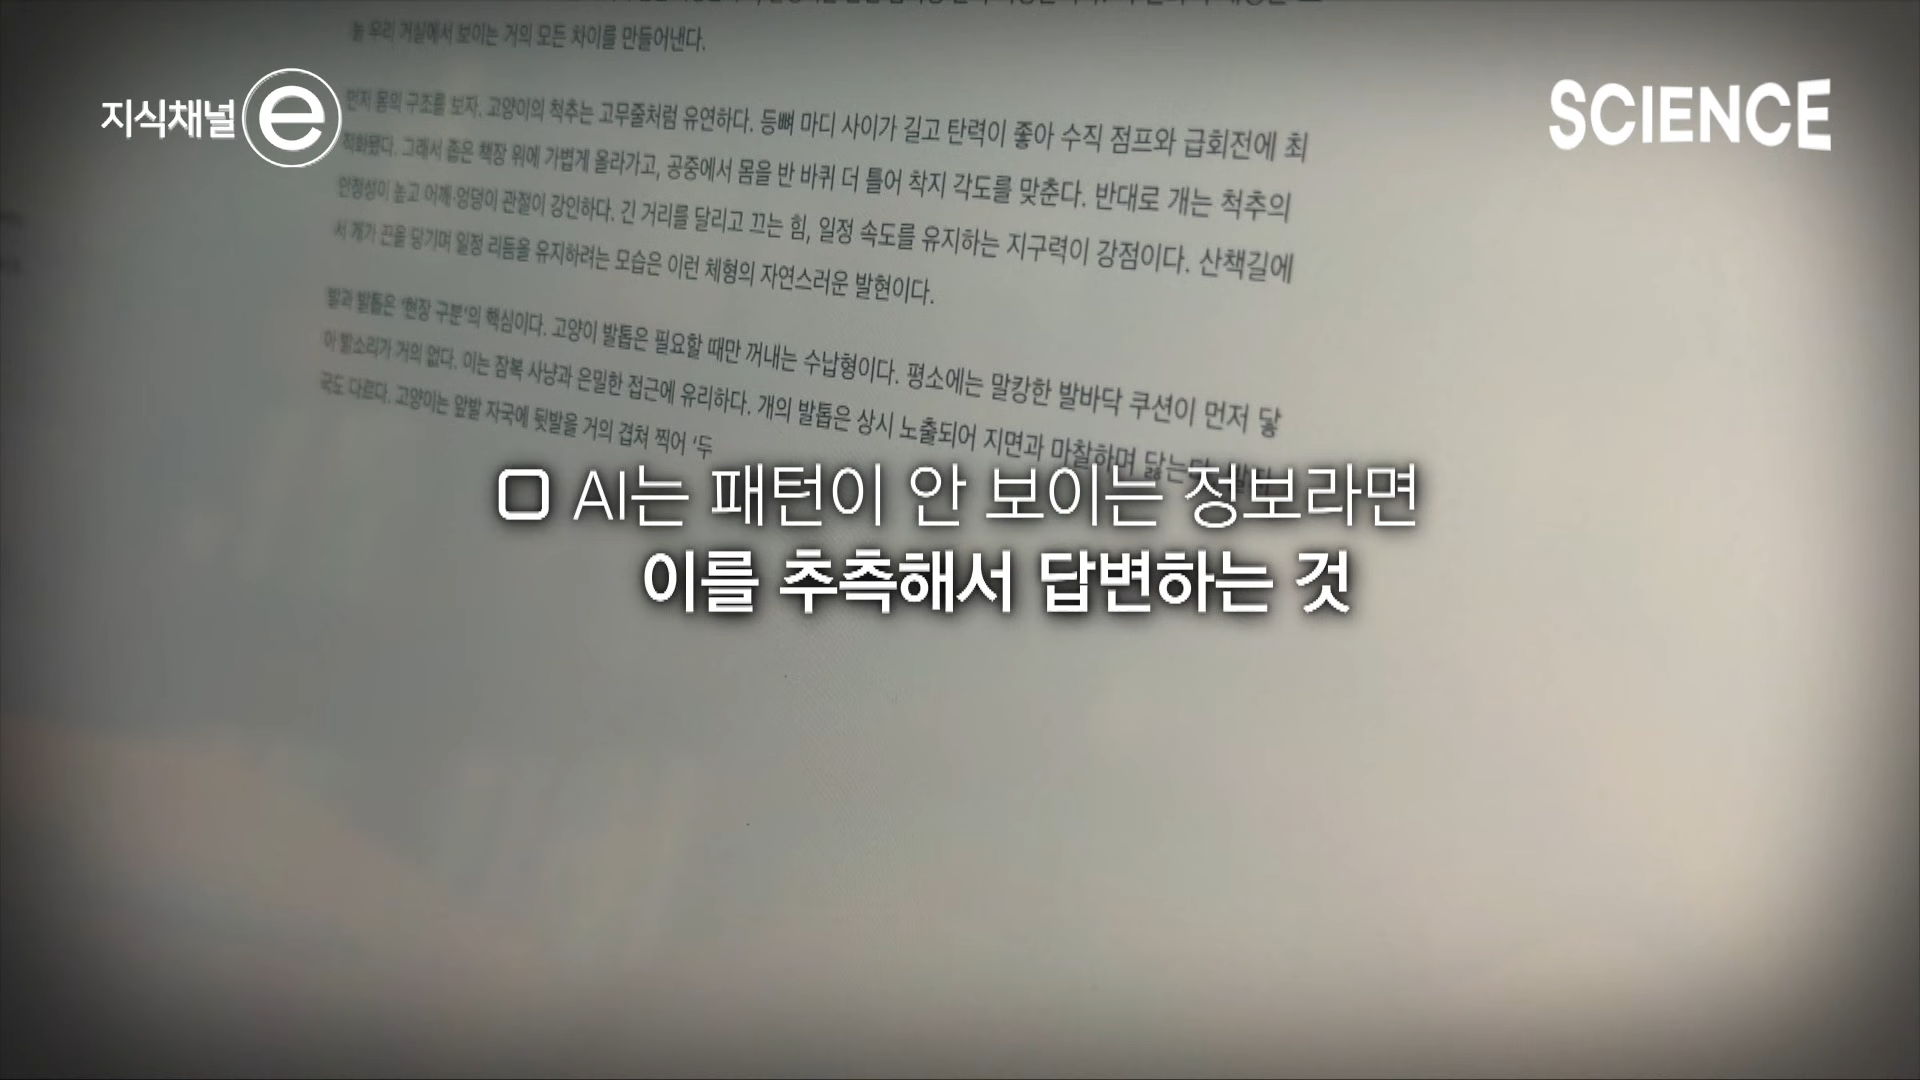 늘 우리 거실에서 보이는 거의 모든 차이를 만들어낸다.
지식채널 e
SCIENCE
먼저 몸의 구조를 보자. 고양이의 척추는 고무줄처럼 유연하다. 등뼈 마디 사이가 길고 탄력이 좋아 수직 점프와 급회전에 최
적화됐다. 그래서 좁은 책장 위에 가볍게 올라가고, 공중에서 몸을 반 바퀴 더 틀어 착지 각도를 맞춘다. 반대로 개는 척추의
안정성이 높고 어깨·엉덩이 관절이 강인하다. 긴 거리를 달리고 끄는 힘, 일정 속도를 유지하는 지구력이 강점이다. 산책길에
서 개가 끈을 당기며 일정 리듬을 유지하려는 모습은 이런 체형의 자연스러운 발현이다.
발과 발톱은 '현장 구분'의 핵심이다. 고양이 발톱은 필요할 때만 꺼내는 수납형이다. 평소에는 말캉한 발바닥 쿠션이 먼저 닿
아 발소리가 거의 없다. 이는 잠복 사냥과 은밀한 접근에 유리하다. 개의 발톱은 상시 노출되어 지면과 마찰하며
국도 다르다. 고양이는 앞발 자국에 뒷발을 거의 겹쳐 찍어 '두
AI는 패턴이 안 보이는 정보라면
이를 추측해서 답변하는 것